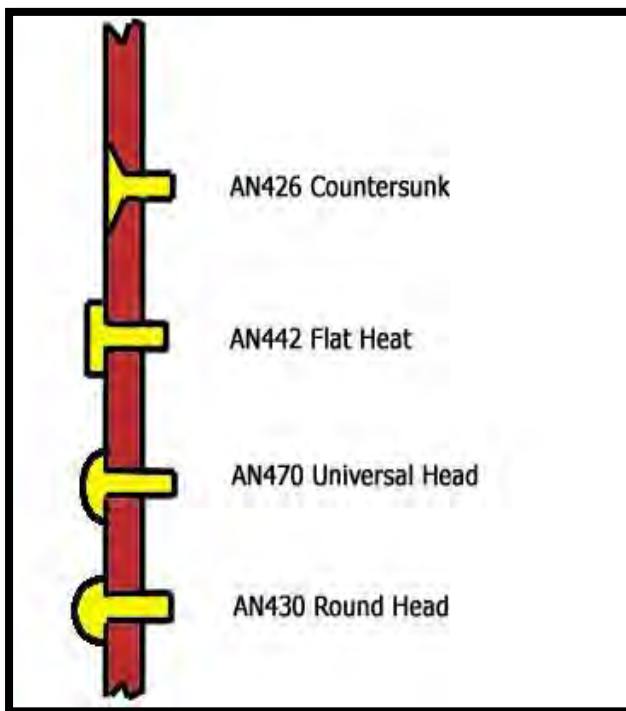 AN426 Countersunk
AN442 Flat Heat
AN470 Universal Head
AN430 Round Head